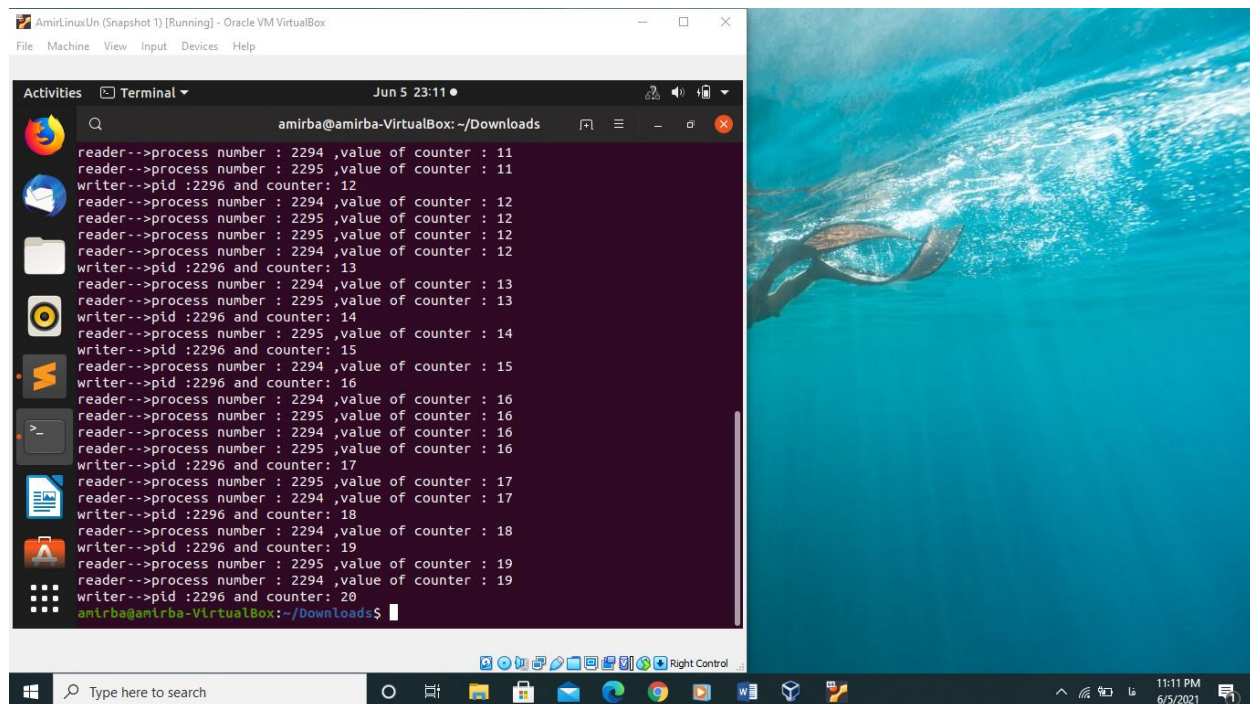 AmirLinuxUn (Snapshot 1) [Running] - Oracle VM VirtualBox
File Machine View Input Devices Help
Activities Terminal Jun 5 23:11
amirba@amirba-VirtualBox: ~/Downloads
reader-->process number : 2294 ,value of counter : 11
reader-->process number : 2295 ,value of counter : 11
writer-->pid :2296 and counter: 12
reader-->process number : 2294 ,value of counter : 12
reader-->process number : 2295 ,value of counter : 12
reader-->process number : 2295 ,value of counter : 12
reader-->process number : 2294 ,value of counter : 12
writer-->pid :2296 and counter: 13
reader-->process number : 2294 ,value of counter : 13
reader-->process number : 2295 ,value of counter : 13
writer-->pid :2296 and counter: 14
reader-->process number : 2295 ,value of counter : 14
writer-->pid :2296 and counter: 15
reader-->process number : 2294 ,value of counter : 15
writer-->pid :2296 and counter: 16
reader-->process number : 2294 ,value of counter : 16
reader-->process number : 2295 ,value of counter : 16
reader-->process number : 2294 ,value of counter : 16
reader-->process number : 2295 ,value of counter : 16
writer-->pid :2296 and counter: 17
reader-->process number : 2295 ,value of counter : 17
reader-->process number : 2294 ,value of counter : 17
writer-->pid :2296 and counter: 18
reader-->process number : 2294 ,value of counter : 18
writer-->pid :2296 and counter: 19
reader-->process number : 2295 ,value of counter : 19
reader-->process number : 2294 ,value of counter : 19
writer-->pid :2296 and counter: 20
amirba@amirba-VirtualBox:~/Downloads$
Right Control
Type here to search
فا
11:11 PM
6/5/2021